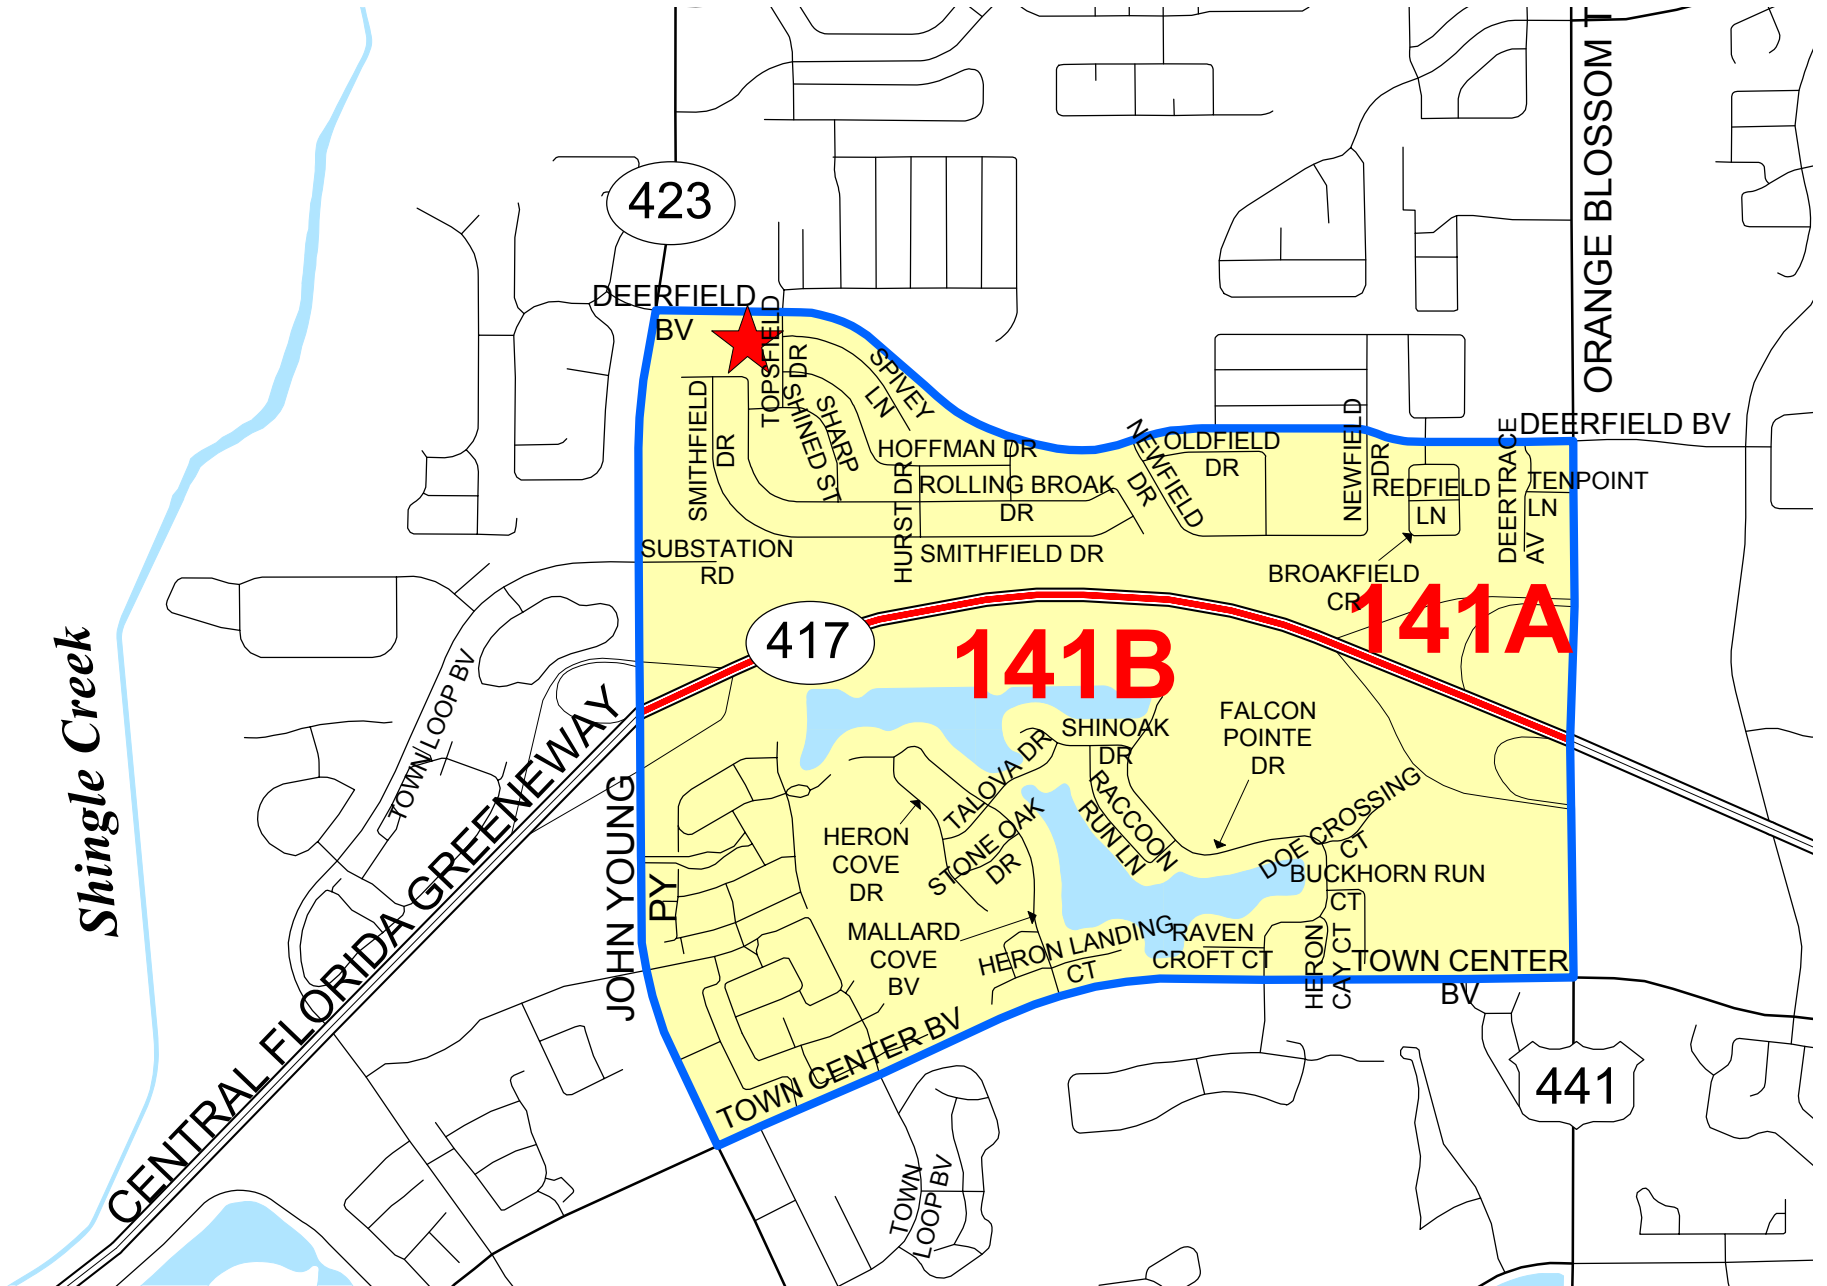 ORANGE BLOSSOM T
423
DEERFIELD
BV
TOPSFIELD
DR
SPIVEY
LN
SHARP
SHINED ST
SMITHFIELD
DR
HOFFMAN DR
HURST DR
ROLLING BROAK
DR
SMITHFIELD DR
NEWFIELD
DR
OLDFIELD
DR
NEWFIELD
DR
DEERFIELD BV
REDFIELD
LN
DEERTRACE
AV
TENPOINT
LN
SUBSTATION
RD
BROAKFIELD
CR
141A
417
141B
Shingle Creek
TOWN LOOP BV
CENTRAL FLORIDA GREENEWAY
JOHN YOUNG
PY
SHINOAK
DR
FALCON
POINTE
DR
TALOVA DR
RACCOON
RUN LN
HERON
COVE
DR
STONE OAK
DR
DOE CROSSING
CT
BUCKHORN RUN
CT
MALLARD
COVE
BV
HERON LANDING
CT
RAVEN
CROFT CT
HERON
CAY CT
TOWN CENTER
BV
TOWN CENTER BV
441
TOWN
LOOP BV